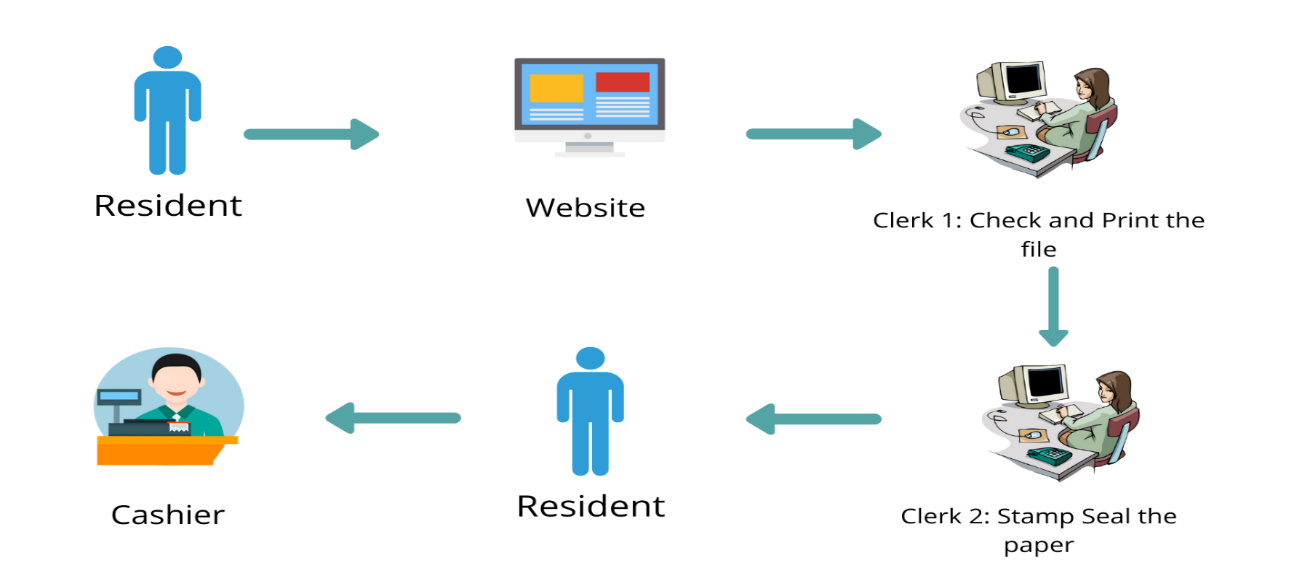 Resident
Website
Clerk 1: Check and Print the
file
Cashier
Resident
Clerk 2: Stamp Seal the
paper